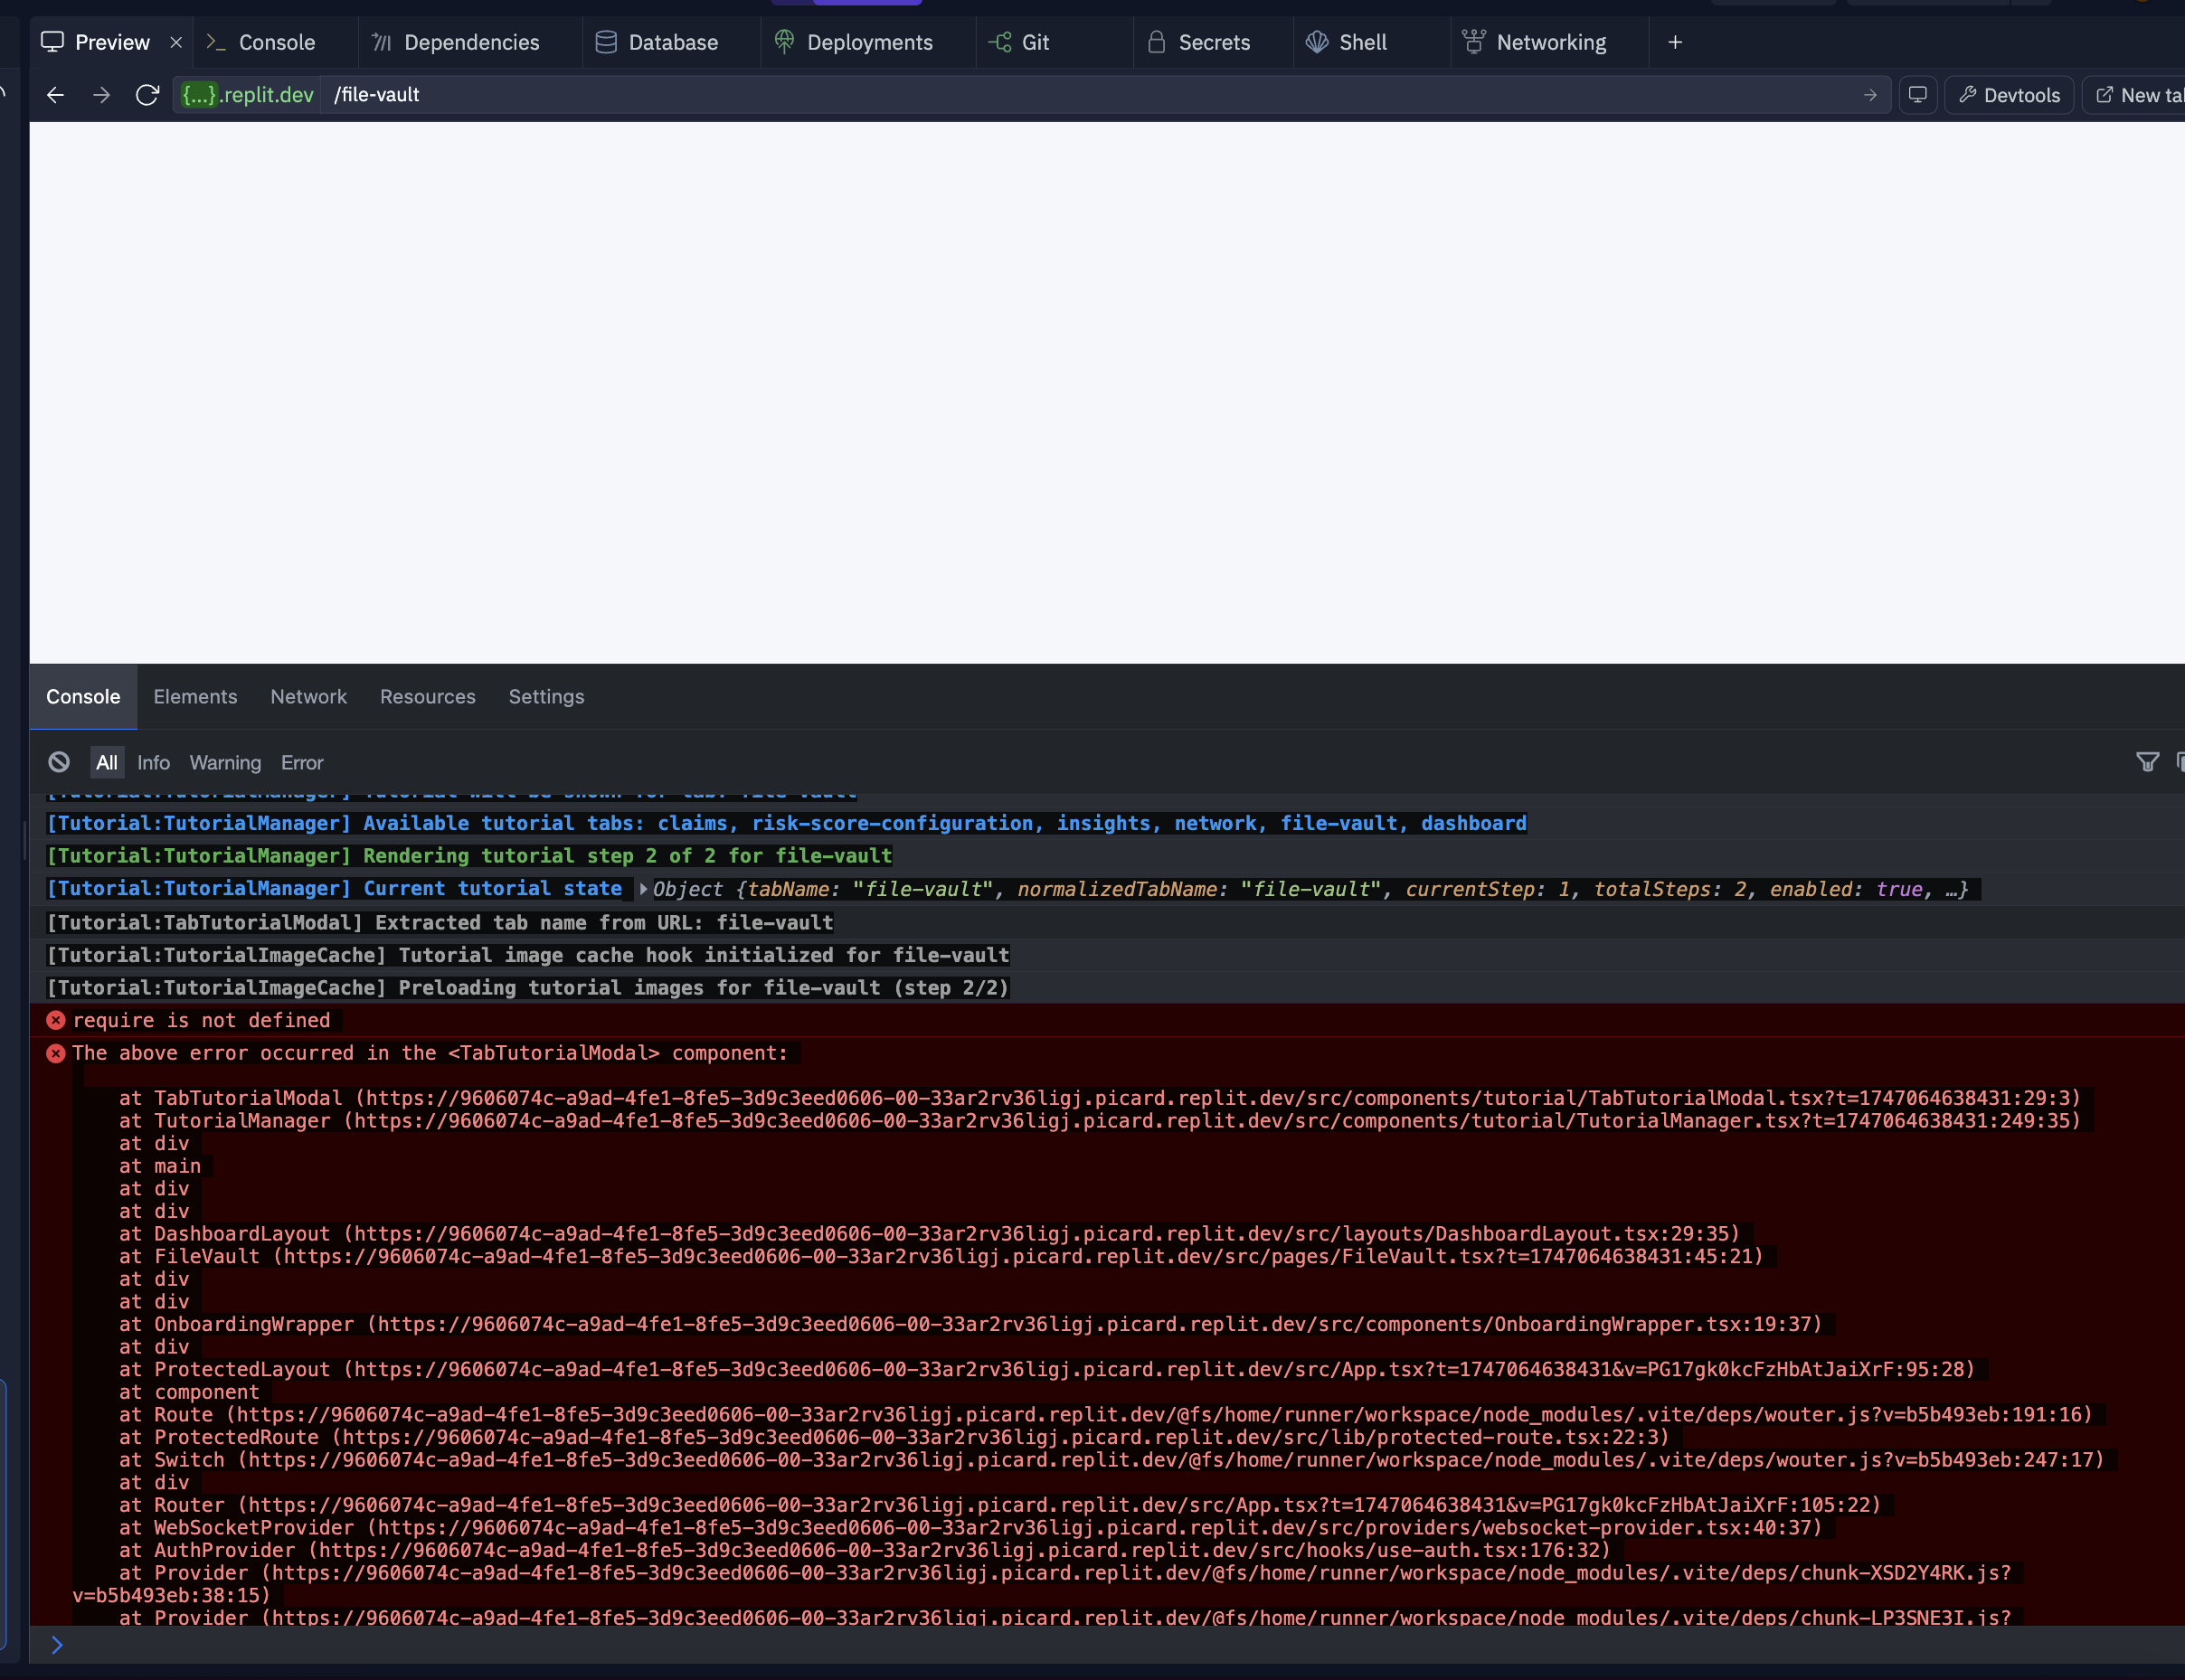 Preview
Console
Dependencies
Database
Deployments
Git
Secrets
Shell
Networking
{...}.replit.dev /file-vault
Devtools
New
Console Elements Network Resources Settings
All Info Warning Error
[Tutorial:TutorialManager] Tutorial will be shown for tab: file-vault
[Tutorial:TutorialManager] Available tutorial tabs: claims, risk-score-configuration, insights, network, file-vault, dashboard
[Tutorial:TutorialManager] Rendering tutorial step 2 of 2 for file-vault
[Tutorial:TutorialManager] Current tutorial state Object {tabName: "file-vault", normalizedTabName: "file-vault", currentStep: 1, totalSteps: 2, enabled: true, …}
[Tutorial:TabTutorialModal] Extracted tab name from URL: file-vault
[Tutorial:TutorialImageCache] Tutorial image cache hook initialized for file-vault
[Tutorial:TutorialImageCache] Preloading tutorial images for file-vault (step 2/2)
require is not defined
The above error occurred in the <TabTutorialModal> component:
at TabTutorialModal (https://9606074c-a9ad-4fe1-8fe5-3d9c3eed0606-00-33ar2rv36ligj.picard.replit.dev/src/components/tutorial/TabTutorialModal.tsx?t=1747064638431:29:3)
at TutorialManager (https://9606074c-a9ad-4fe1-8fe5-3d9c3eed0606-00-33ar2rv36ligj.picard.replit.dev/src/components/tutorial/TutorialManager.tsx?t=1747064638431:249:35)
at div
at main
at div
at div
at DashboardLayout (https://9606074c-a9ad-4fe1-8fe5-3d9c3eed0606-00-33ar2rv36ligj.picard.replit.dev/src/layouts/DashboardLayout.tsx:29:35)
at FileVault (https://9606074c-a9ad-4fe1-8fe5-3d9c3eed0606-00-33ar2rv36ligj.picard.replit.dev/src/pages/FileVault.tsx?t=1747064638431:45:21)
at div
at div
at OnboardingWrapper (https://9606074c-a9ad-4fe1-8fe5-3d9c3eed0606-00-33ar2rv36ligj.picard.replit.dev/src/components/OnboardingWrapper.tsx:19:37)
at div
at ProtectedLayout (https://9606074c-a9ad-4fe1-8fe5-3d9c3eed0606-00-33ar2rv36ligj.picard.replit.dev/src/App.tsx?t=1747064638431&v=PG17gk0kcFzHbAtJaiXrF:95:28)
at component
at Route (https://9606074c-a9ad-4fe1-8fe5-3d9c3eed0606-00-33ar2rv36ligj.picard.replit.dev/@fs/home/runner/workspace/node_modules/.vite/deps/wouter.js?v=b5b493eb:191:16)
at ProtectedRoute (https://9606074c-a9ad-4fe1-8fe5-3d9c3eed0606-00-33ar2rv36ligj.picard.replit.dev/src/lib/protected-route.tsx:22:3)
at Switch (https://9606074c-a9ad-4fe1-8fe5-3d9c3eed0606-00-33ar2rv36ligj.picard.replit.dev/@fs/home/runner/workspace/node_modules/.vite/deps/wouter.js?v=b5b493eb:247:17)
at div
at Router (https://9606074c-a9ad-4fe1-8fe5-3d9c3eed0606-00-33ar2rv36ligj.picard.replit.dev/src/App.tsx?t=1747064638431&v=PG17gk0kcFzHbAtJaiXrF:105:22)
at WebSocketProvider (https://9606074c-a9ad-4fe1-8fe5-3d9c3eed0606-00-33ar2rv36ligj.picard.replit.dev/src/providers/websocket-provider.tsx:40:37)
at AuthProvider (https://9606074c-a9ad-4fe1-8fe5-3d9c3eed0606-00-33ar2rv36ligj.picard.replit.dev/src/hooks/use-auth.tsx:176:32)
at Provider (https://9606074c-a9ad-4fe1-8fe5-3d9c3eed0606-00-33ar2rv36ligj.picard.replit.dev/@fs/home/runner/workspace/node_modules/.vite/deps/chunk-XSD2Y4RK.js?
v=b5b493eb:38:15)
at Provider (https://9606074c-a9ad-4fe1-8fe5-3d9c3eed0606-00-33ar2rv36ligj.picard.replit.dev/@fs/home/runner/workspace/node_modules/.vite/deps/chunk-LP3SNE3I.js?